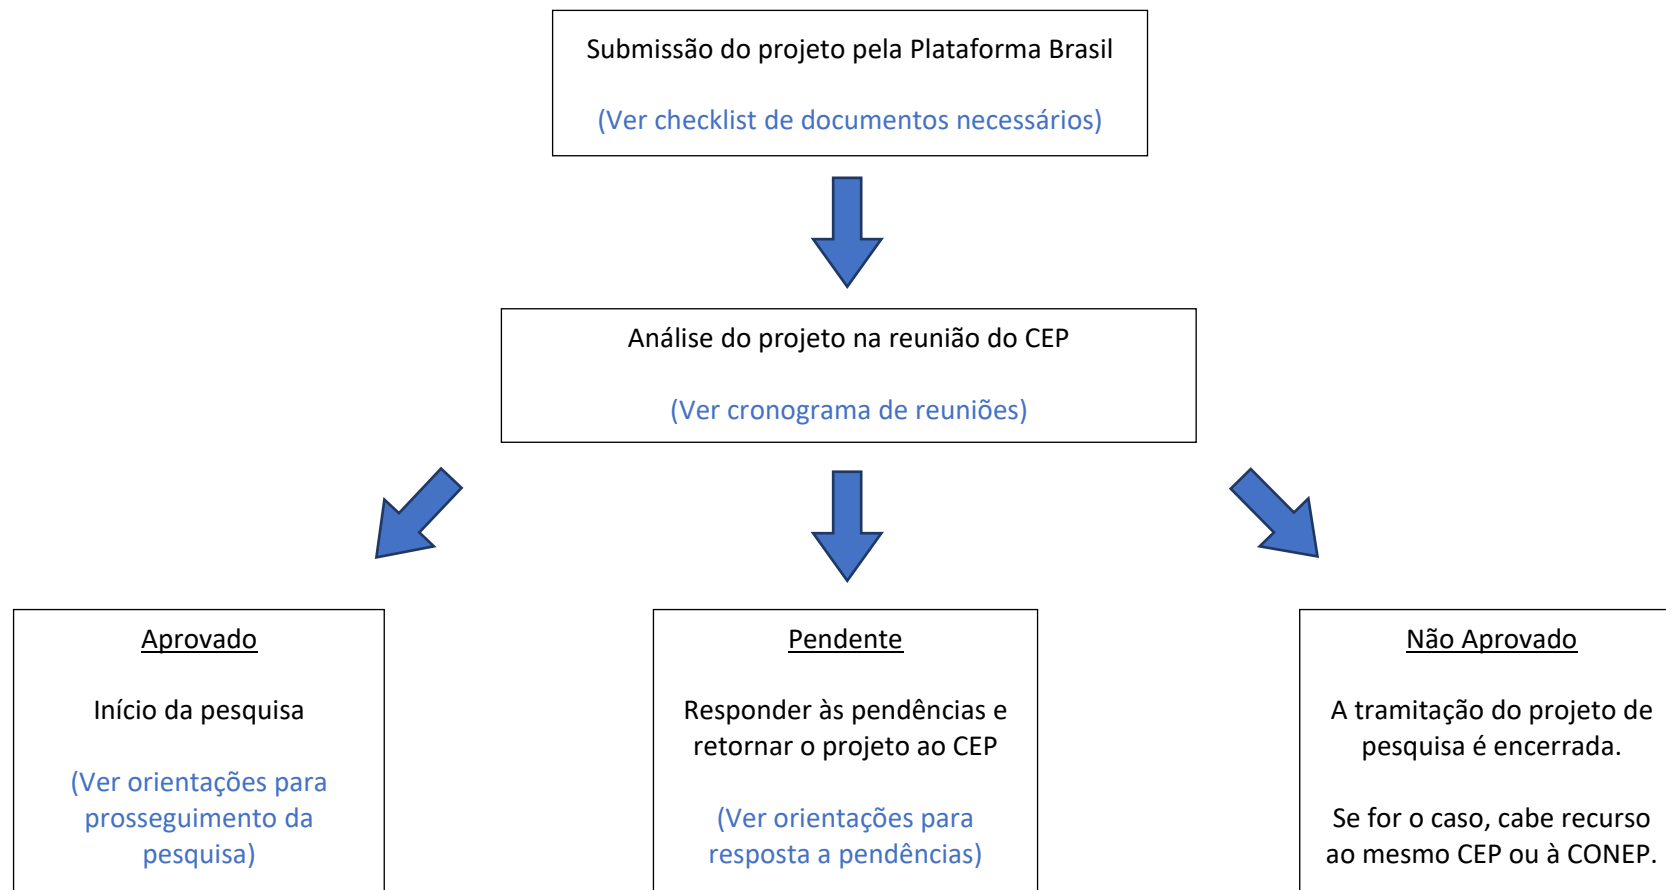 Submissão do projeto pela Plataforma Brasil
(Ver checklist de documentos necessários)
Análise do projeto na reunião do CEP
(Ver cronograma de reuniões)
Aprovado
Início da pesquisa
(Ver orientações para
prosseguimento da
pesquisa)
Pendente
Responder às pendências e
retornar o projeto ao CEP
(Ver orientações para
resposta a pendências)
Não Aprovado
A tramitação do projeto de
pesquisa é encerrada.
Se for o caso, cabe recurso
ao mesmo CEP ou à CONEP.